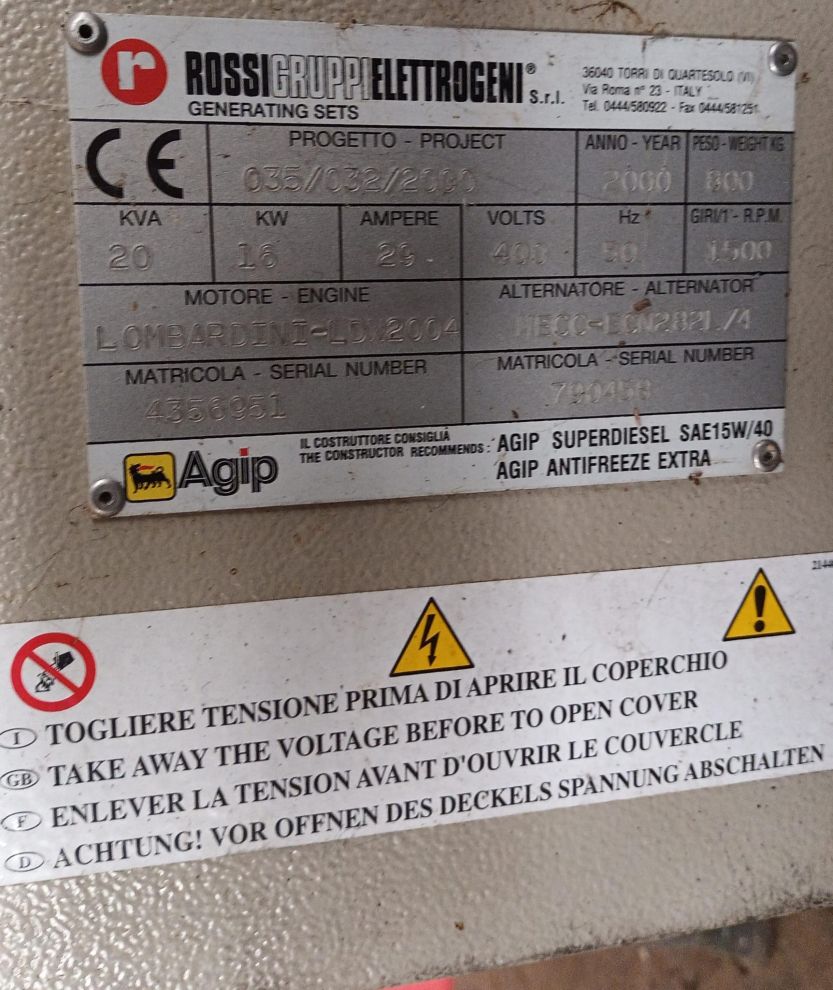 r ROSSIGRUPPIELETTROGENI® S.r.l.
GENERATING SETS
36040 TORRI DI QUARTESOLO (VI)
Via Roma n° 23 - ITALY
Tel. 0444/580922 - Fax 0444/581251
CE
PROGETTO - PROJECT
035/032/2000
ANNO - YEAR
2000
PESO - WEIGHT KG
800
KVA
20
KW
16
AMPERE
29
VOLTS
400
Hz
50
GIRI/1' - R.P.M.
1500
MOTORE - ENGINE
LOMBARDINI-LDW2004
ALTERNATORE - ALTERNATOR
MECC-ECN282L/4
MATRICOLA - SERIAL NUMBER
4356951
MATRICOLA - SERIAL NUMBER
Agip
IL COSTRUTTORE CONSIGLIA
THE CONSTRUCTOR RECOMMENDS :
AGIP SUPERDIESEL SAE15W/40
AGIP ANTIFREEZE EXTRA
I TOGLIERE TENSIONE PRIMA DI APRIRE IL COPERCHIO
GB TAKE AWAY THE VOLTAGE BEFORE TO OPEN COVER
F ENLEVER LA TENSION AVANT D'OUVRIR LE COUVERCLE
D ACHTUNG! VOR OFFNEN DES DECKELS SPANNUNG ABSCHALTEN